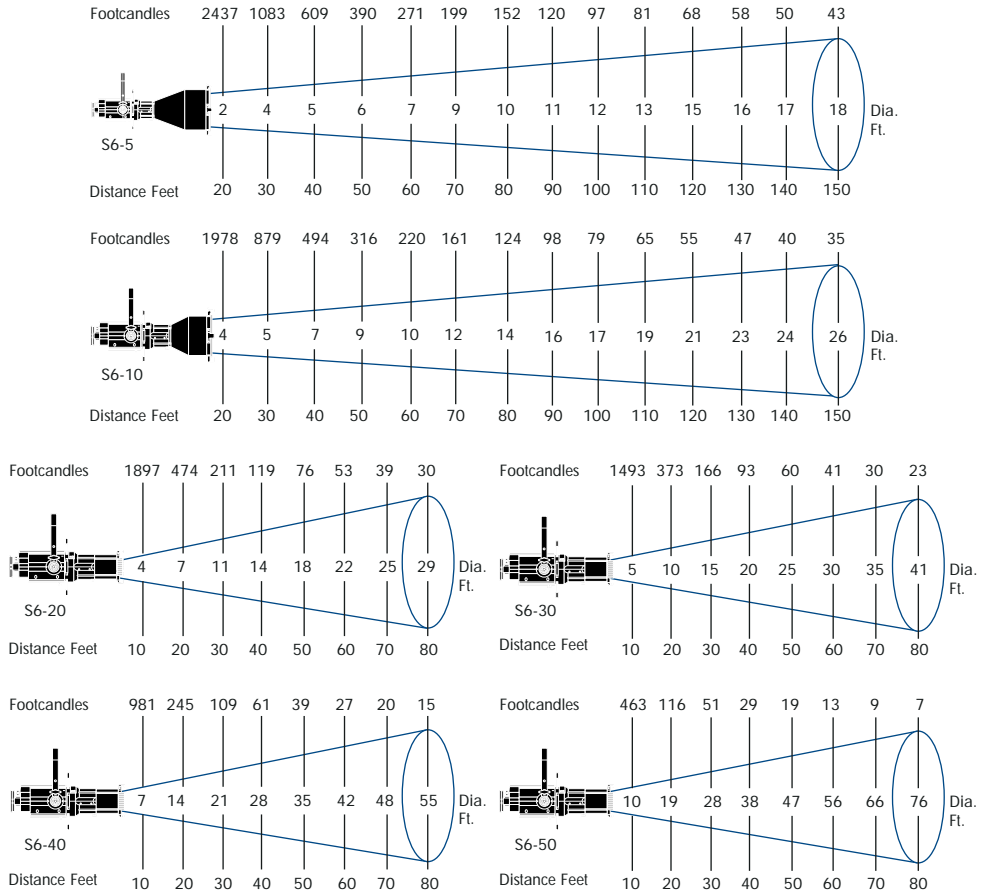 Footcandles 2437 1083 609 390 271 199 152 120 97 81 68 58 50 43
2 4 5 6 7 9 10 11 12 13 15 16 17 18 Dia. Ft.
S6-5
Distance Feet 20 30 40 50 60 70 80 90 100 110 120 130 140 150
Footcandles 1978 879 494 316 220 161 124 98 79 65 55 47 40 35
4 5 7 9 10 12 14 16 17 19 21 23 24 26 Dia. Ft.
S6-10
Distance Feet 20 30 40 50 60 70 80 90 100 110 120 130 140 150
Footcandles 1897 474 211 119 76 53 39 30
4 7 11 14 18 22 25 29 Dia. Ft.
S6-20
Distance Feet 10 20 30 40 50 60 70 80
Footcandles 1493 373 166 93 60 41 30 23
5 10 15 20 25 30 35 41 Dia. Ft.
S6-30
Distance Feet 10 20 30 40 50 60 70 80
Footcandles 981 245 109 61 39 27 20 15
7 14 21 28 35 42 48 55 Dia. Ft.
S6-40
Distance Feet 10 20 30 40 50 60 70 80
Footcandles 463 116 51 29 19 13 9 7
10 19 28 38 47 56 66 76 Dia. Ft.
S6-50
Distance Feet 10 20 30 40 50 60 70 80